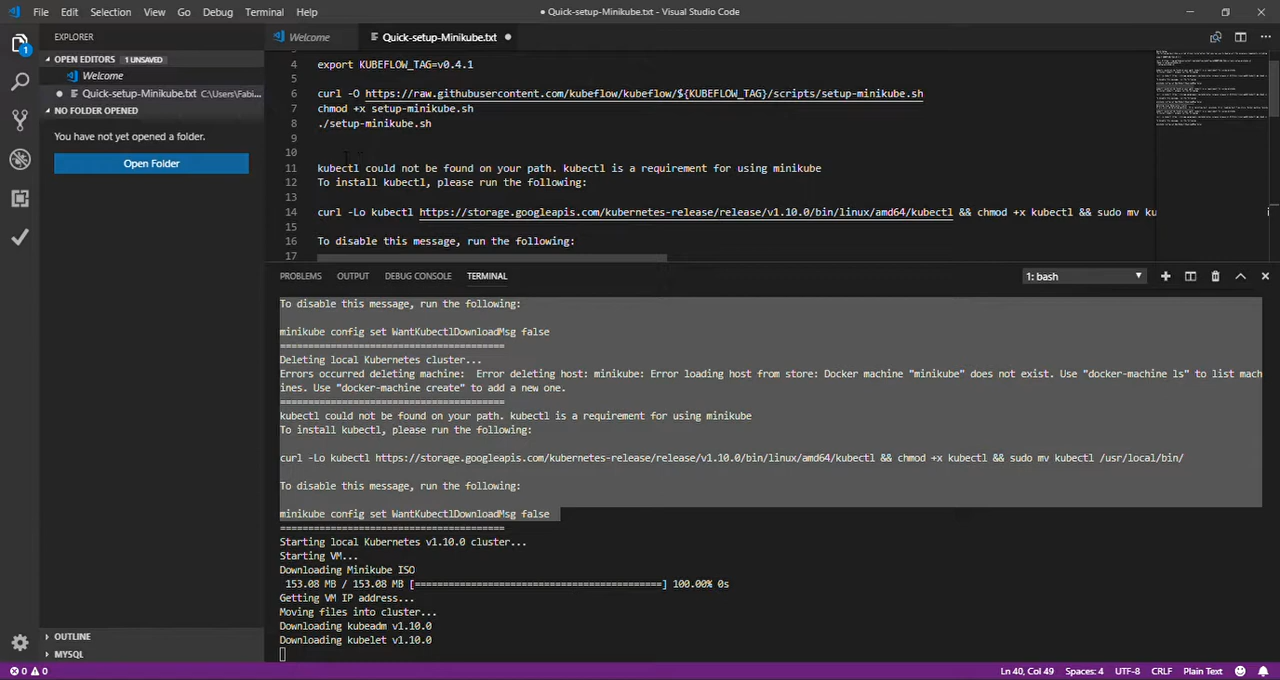 File Edit Selection View Go Debug Terminal Help
● Quick-setup-Minikube.txt - Visual Studio Code
EXPLORER
OPEN EDITORS 1 UNSAVED
Welcome
● Quick-setup-Minikube.txt C:\Users\Fabi...
NO FOLDER OPENED
You have not yet opened a folder.
Open Folder
OUTLINE
MYSQL
Welcome
Quick-setup-Minikube.txt ●
4 export KUBEFLOW_TAG=v0.4.1
5
6 curl -O https://raw.githubusercontent.com/kubeflow/kubeflow/${KUBEFLOW_TAG}/scripts/setup-minikube.sh
7 chmod +x setup-minikube.sh
8 ./setup-minikube.sh
9
10
11 kubectl could not be found on your path. kubectl is a requirement for using minikube
12 To install kubectl, please run the following:
13
14 curl -Lo kubectl https://storage.googleapis.com/kubernetes-release/release/v1.10.0/bin/linux/amd64/kubectl && chmod +x kubectl && sudo mv ku
15
16 To disable this message, run the following:
17
PROBLEMS OUTPUT DEBUG CONSOLE TERMINAL
1: bash
To disable this message, run the following:
minikube config set WantKubectlDownloadMsg false
========================================
Deleting local Kubernetes cluster...
Errors occurred deleting machine:  Error deleting host: minikube: Error loading host from store: Docker machine "minikube" does not exist. Use "docker-machine ls" to list mach
ines. Use "docker-machine create" to add a new one.
========================================
kubectl could not be found on your path. kubectl is a requirement for using minikube
To install kubectl, please run the following:
curl -Lo kubectl https://storage.googleapis.com/kubernetes-release/release/v1.10.0/bin/linux/amd64/kubectl && chmod +x kubectl && sudo mv kubectl /usr/local/bin/
To disable this message, run the following:
minikube config set WantKubectlDownloadMsg false
========================================
Starting local Kubernetes v1.10.0 cluster...
Starting VM...
Downloading Minikube ISO
153.08 MB / 153.08 MB [============================================] 100.00% 0s
Getting VM IP address...
Moving files into cluster...
Downloading kubeadm v1.10.0
Downloading kubelet v1.10.0
0 0
Ln 40, Col 49 Spaces: 4 UTF-8 CRLF Plain Text